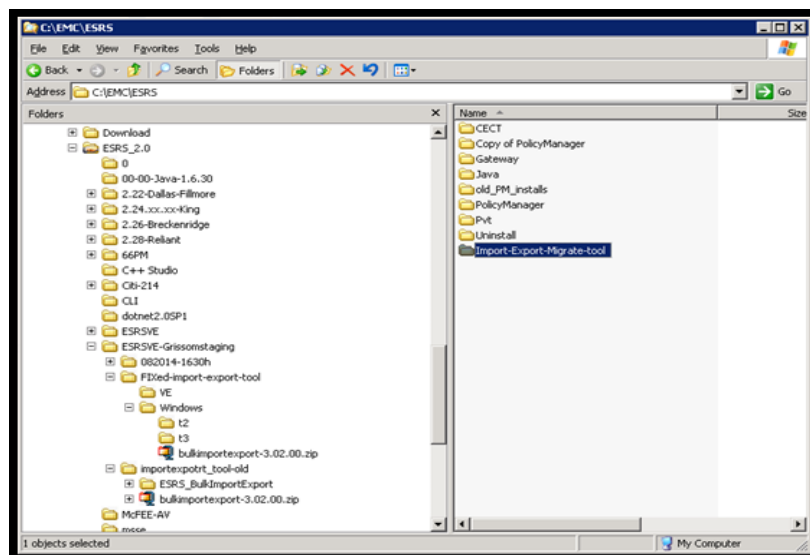 C:\EMC\ESRS
File Edit View Favorites Tools Help
Back Search Folders
Address C:\EMC\ESRS Go
Folders
Download
ESRS_2.0
0
00-00-Java-1.6.30
2.22-Dallas-Fillmore
2.24.xx.xx-King
2.26-Breckenridge
2.28-Reliant
66PM
C++ Studio
Citi-214
CLI
dotnet2.0SP1
ESRSVE
ESRSVE-Grissomstaging
082014-1630h
FIXed-import-export-tool
VE
Windows
t2
t3
bulkimportexport-3.02.00.zip
importexpotrt_tool-old
ESRS_BulkImportExport
bulkimportexport-3.02.00.zip
McFEE-AV
msse
Name Size
CECT
Copy of PolicyManager
Gateway
Java
old_PM_installs
PolicyManager
Pvt
Uninstall
Import-Export-Migrate-tool
1 objects selected My Computer